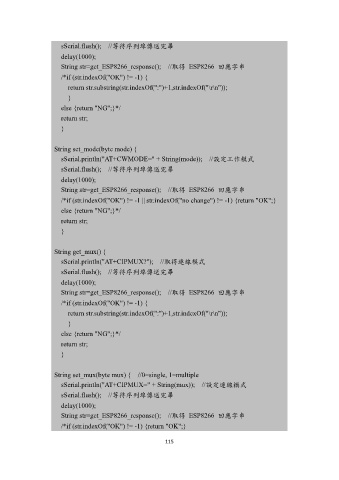 sSerial.flush();    //等待序列埠傳送完畢
delay(1000);
String str=get_ESP8266_response();    //取得 ESP8266 回應字串
/*if (str.indexOf("OK") != -1) {
return str.substring(str.indexOf(":")+1,str.indexOf("\r\n"));
}
else {return "NG";}*/
return str;
}
String set_mode(byte mode) {
sSerial.println("AT+CWMODE=" + String(mode));    //設定工作模式
sSerial.flush();    //等待序列埠傳送完畢
delay(1000);
String str=get_ESP8266_response();    //取得 ESP8266 回應字串
/*if (str.indexOf("OK") != -1 || str.indexOf("no change") != -1) {return "OK";}
else {return "NG";}*/
return str;
}
String get_mux() {
sSerial.println("AT+CIPMUX?");    //取得連線模式
sSerial.flush();    //等待序列埠傳送完畢
delay(1000);
String str=get_ESP8266_response();    //取得 ESP8266 回應字串
/*if (str.indexOf("OK") != -1) {
return str.substring(str.indexOf(":")+1,str.indexOf("\r\n"));
}
else {return "NG";}*/
return str;
}
String set_mux(byte mux) {    //0=single, 1=multiple
sSerial.println("AT+CIPMUX=" + String(mux));    //設定連線模式
sSerial.flush();    //等待序列埠傳送完畢
delay(1000);
String str=get_ESP8266_response();    //取得 ESP8266 回應字串
/*if (str.indexOf("OK") != -1) {return "OK";}
115